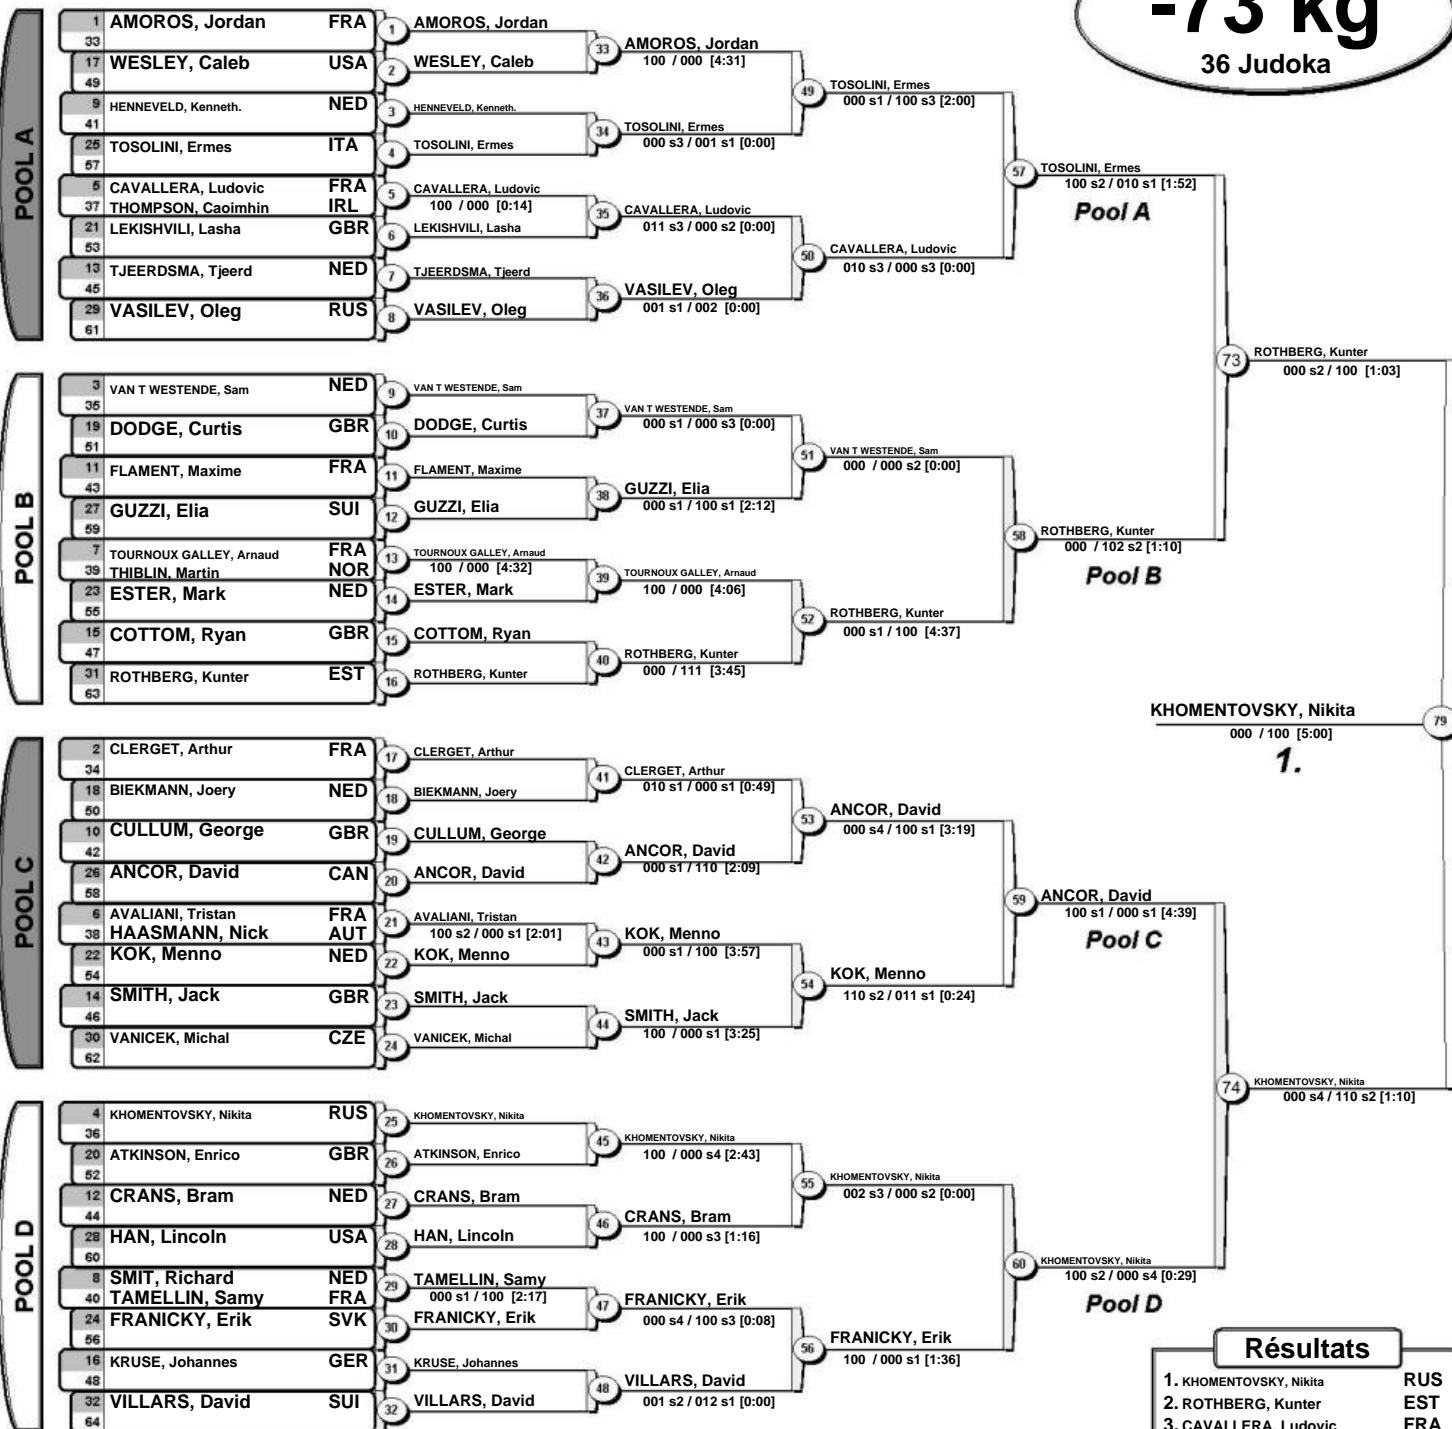 -73 kg
36 Judoka
POOL A
1 AMOROS, Jordan FRA
33
17 WESLEY, Caleb USA
49
9 HENNEVELD, Kenneth. NED
41
25 TOSOLINI, Ermes ITA
57
5 CAVALLERA, Ludovic FRA
37 THOMPSON, Caoimhin IRL
21 LEKISHVILI, Lasha GBR
53
13 TJEERDSMA, Tjeerd NED
45
29 VASILEV, Oleg RUS
61
1 AMOROS, Jordan
2 WESLEY, Caleb
3 HENNEVELD, Kenneth.
4 TOSOLINI, Ermes
5 CAVALLERA, Ludovic
100 / 000 [0:14]
6 LEKISHVILI, Lasha
7 TJEERDSMA, Tjeerd
8 VASILEV, Oleg
33 AMOROS, Jordan
100 / 000 [4:31]
34 TOSOLINI, Ermes
000 s3 / 001 s1 [0:00]
35 CAVALLERA, Ludovic
011 s3 / 000 s2 [0:00]
36 VASILEV, Oleg
001 s1 / 002 [0:00]
49 TOSOLINI, Ermes
000 s1 / 100 s3 [2:00]
50 CAVALLERA, Ludovic
010 s3 / 000 s3 [0:00]
57 TOSOLINI, Ermes
100 s2 / 010 s1 [1:52]
Pool A
POOL B
3 VAN T WESTENDE, Sam NED
35
19 DODGE, Curtis GBR
51
11 FLAMENT, Maxime FRA
43
27 GUZZI, Elia SUI
59
7 TOURNOUX GALLEY, Arnaud FRA
39 THIBLIN, Martin NOR
23 ESTER, Mark NED
55
15 COTTOM, Ryan GBR
47
31 ROTHBERG, Kunter EST
63
9 VAN T WESTENDE, Sam
10 DODGE, Curtis
11 FLAMENT, Maxime
12 GUZZI, Elia
13 TOURNOUX GALLEY, Arnaud
100 / 000 [4:32]
14 ESTER, Mark
15 COTTOM, Ryan
16 ROTHBERG, Kunter
37 VAN T WESTENDE, Sam
000 s1 / 000 s3 [0:00]
38 GUZZI, Elia
000 s1 / 100 s1 [2:12]
39 TOURNOUX GALLEY, Arnaud
100 / 000 [4:06]
40 ROTHBERG, Kunter
000 / 111 [3:45]
51 VAN T WESTENDE, Sam
000 / 000 s2 [0:00]
52 ROTHBERG, Kunter
000 s1 / 100 [4:37]
58 ROTHBERG, Kunter
000 / 102 s2 [1:10]
Pool B
73 ROTHBERG, Kunter
000 s2 / 100 [1:03]
KHOMENTOVSKY, Nikita 79
000 / 100 [5:00]
1.
POOL C
2 CLERGET, Arthur FRA
34
18 BIEKMANN, Joery NED
50
10 CULLUM, George GBR
42
26 ANCOR, David CAN
58
6 AVALIANI, Tristan FRA
38 HAASMANN, Nick AUT
22 KOK, Menno NED
54
14 SMITH, Jack GBR
46
30 VANICEK, Michal CZE
62
17 CLERGET, Arthur
18 BIEKMANN, Joery
19 CULLUM, George
20 ANCOR, David
21 AVALIANI, Tristan
100 s2 / 000 s1 [2:01]
22 KOK, Menno
23 SMITH, Jack
24 VANICEK, Michal
41 CLERGET, Arthur
010 s1 / 000 s1 [0:49]
42 ANCOR, David
000 s1 / 110 [2:09]
43 KOK, Menno
000 s1 / 100 [3:57]
44 SMITH, Jack
100 / 000 s1 [3:25]
53 ANCOR, David
000 s4 / 100 s1 [3:19]
54 KOK, Menno
110 s2 / 011 s1 [0:24]
59 ANCOR, David
100 s1 / 000 s1 [4:39]
Pool C
POOL D
4 KHOMENTOVSKY, Nikita RUS
36
20 ATKINSON, Enrico GBR
52
12 CRANS, Bram NED
44
28 HAN, Lincoln USA
60
8 SMIT, Richard NED
40 TAMELLIN, Samy FRA
24 FRANICKY, Erik SVK
56
16 KRUSE, Johannes GER
48
32 VILLARS, David SUI
64
25 KHOMENTOVSKY, Nikita
26 ATKINSON, Enrico
27 CRANS, Bram
28 HAN, Lincoln
29 TAMELLIN, Samy
000 s1 / 100 [2:17]
30 FRANICKY, Erik
31 KRUSE, Johannes
32 VILLARS, David
45 KHOMENTOVSKY, Nikita
100 / 000 s4 [2:43]
46 CRANS, Bram
100 / 000 s3 [1:16]
47 FRANICKY, Erik
000 s4 / 100 s3 [0:08]
48 VILLARS, David
001 s2 / 012 s1 [0:00]
55 KHOMENTOVSKY, Nikita
002 s3 / 000 s2 [0:00]
56 FRANICKY, Erik
100 / 000 s1 [1:36]
60 KHOMENTOVSKY, Nikita
100 s2 / 000 s4 [0:29]
Pool D
74 KHOMENTOVSKY, Nikita
000 s4 / 110 s2 [1:10]
Résultats
1. KHOMENTOVSKY, Nikita RUS
2. ROTHBERG, Kunter EST
3. CAVALLERA, Ludovic FRA